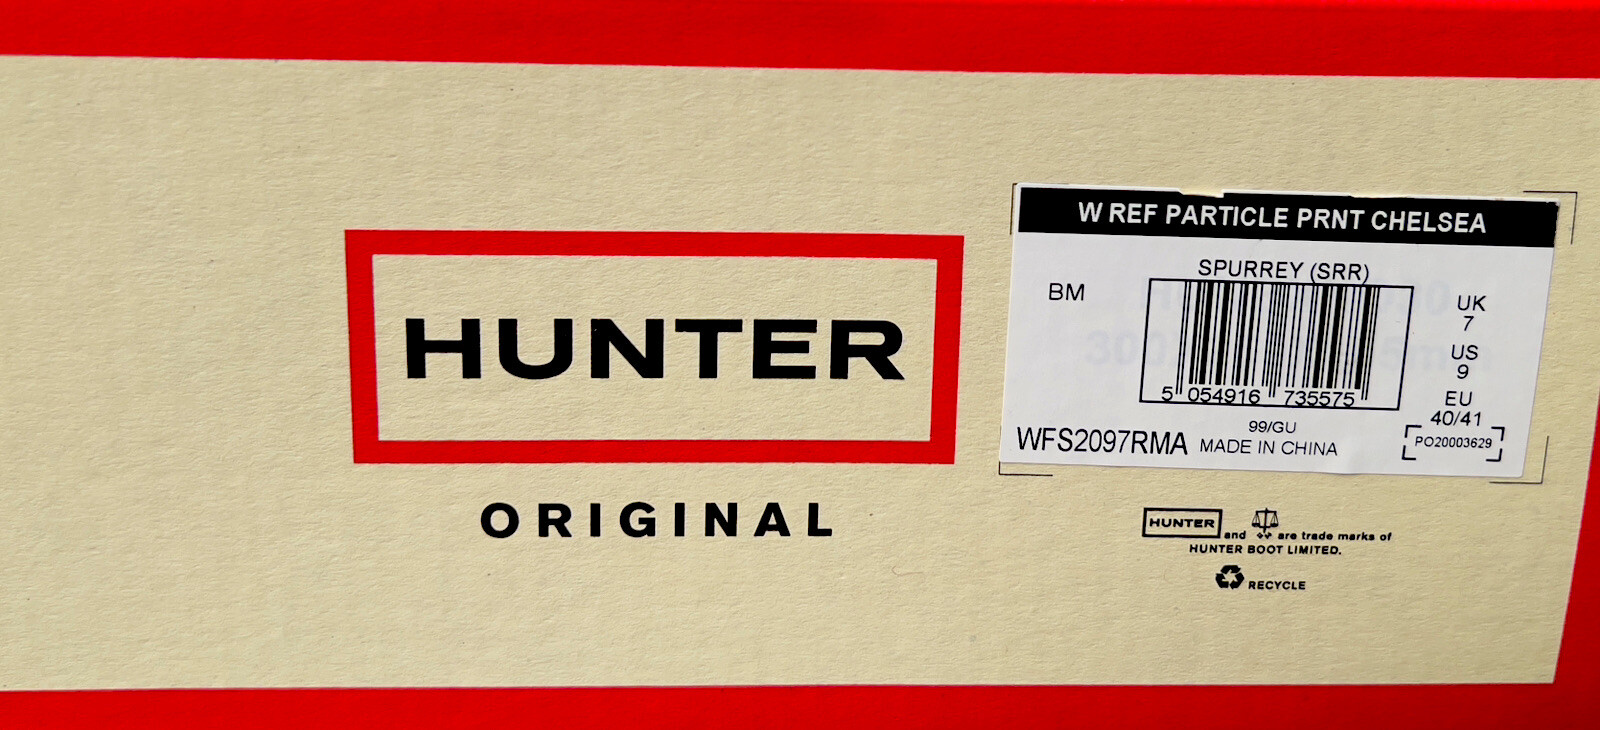 HUNTER
ORIGINAL
W REF PARTICLE PRNT CHELSEA
SPURREY (SRR)
BM
5 054916 735575
UK
7
US
9
EU
40/41
99/GU
WFS2097RMA MADE IN CHINA
PO20003629
HUNTER and are trade marks of
HUNTER BOOT LIMITED.
RECYCLE